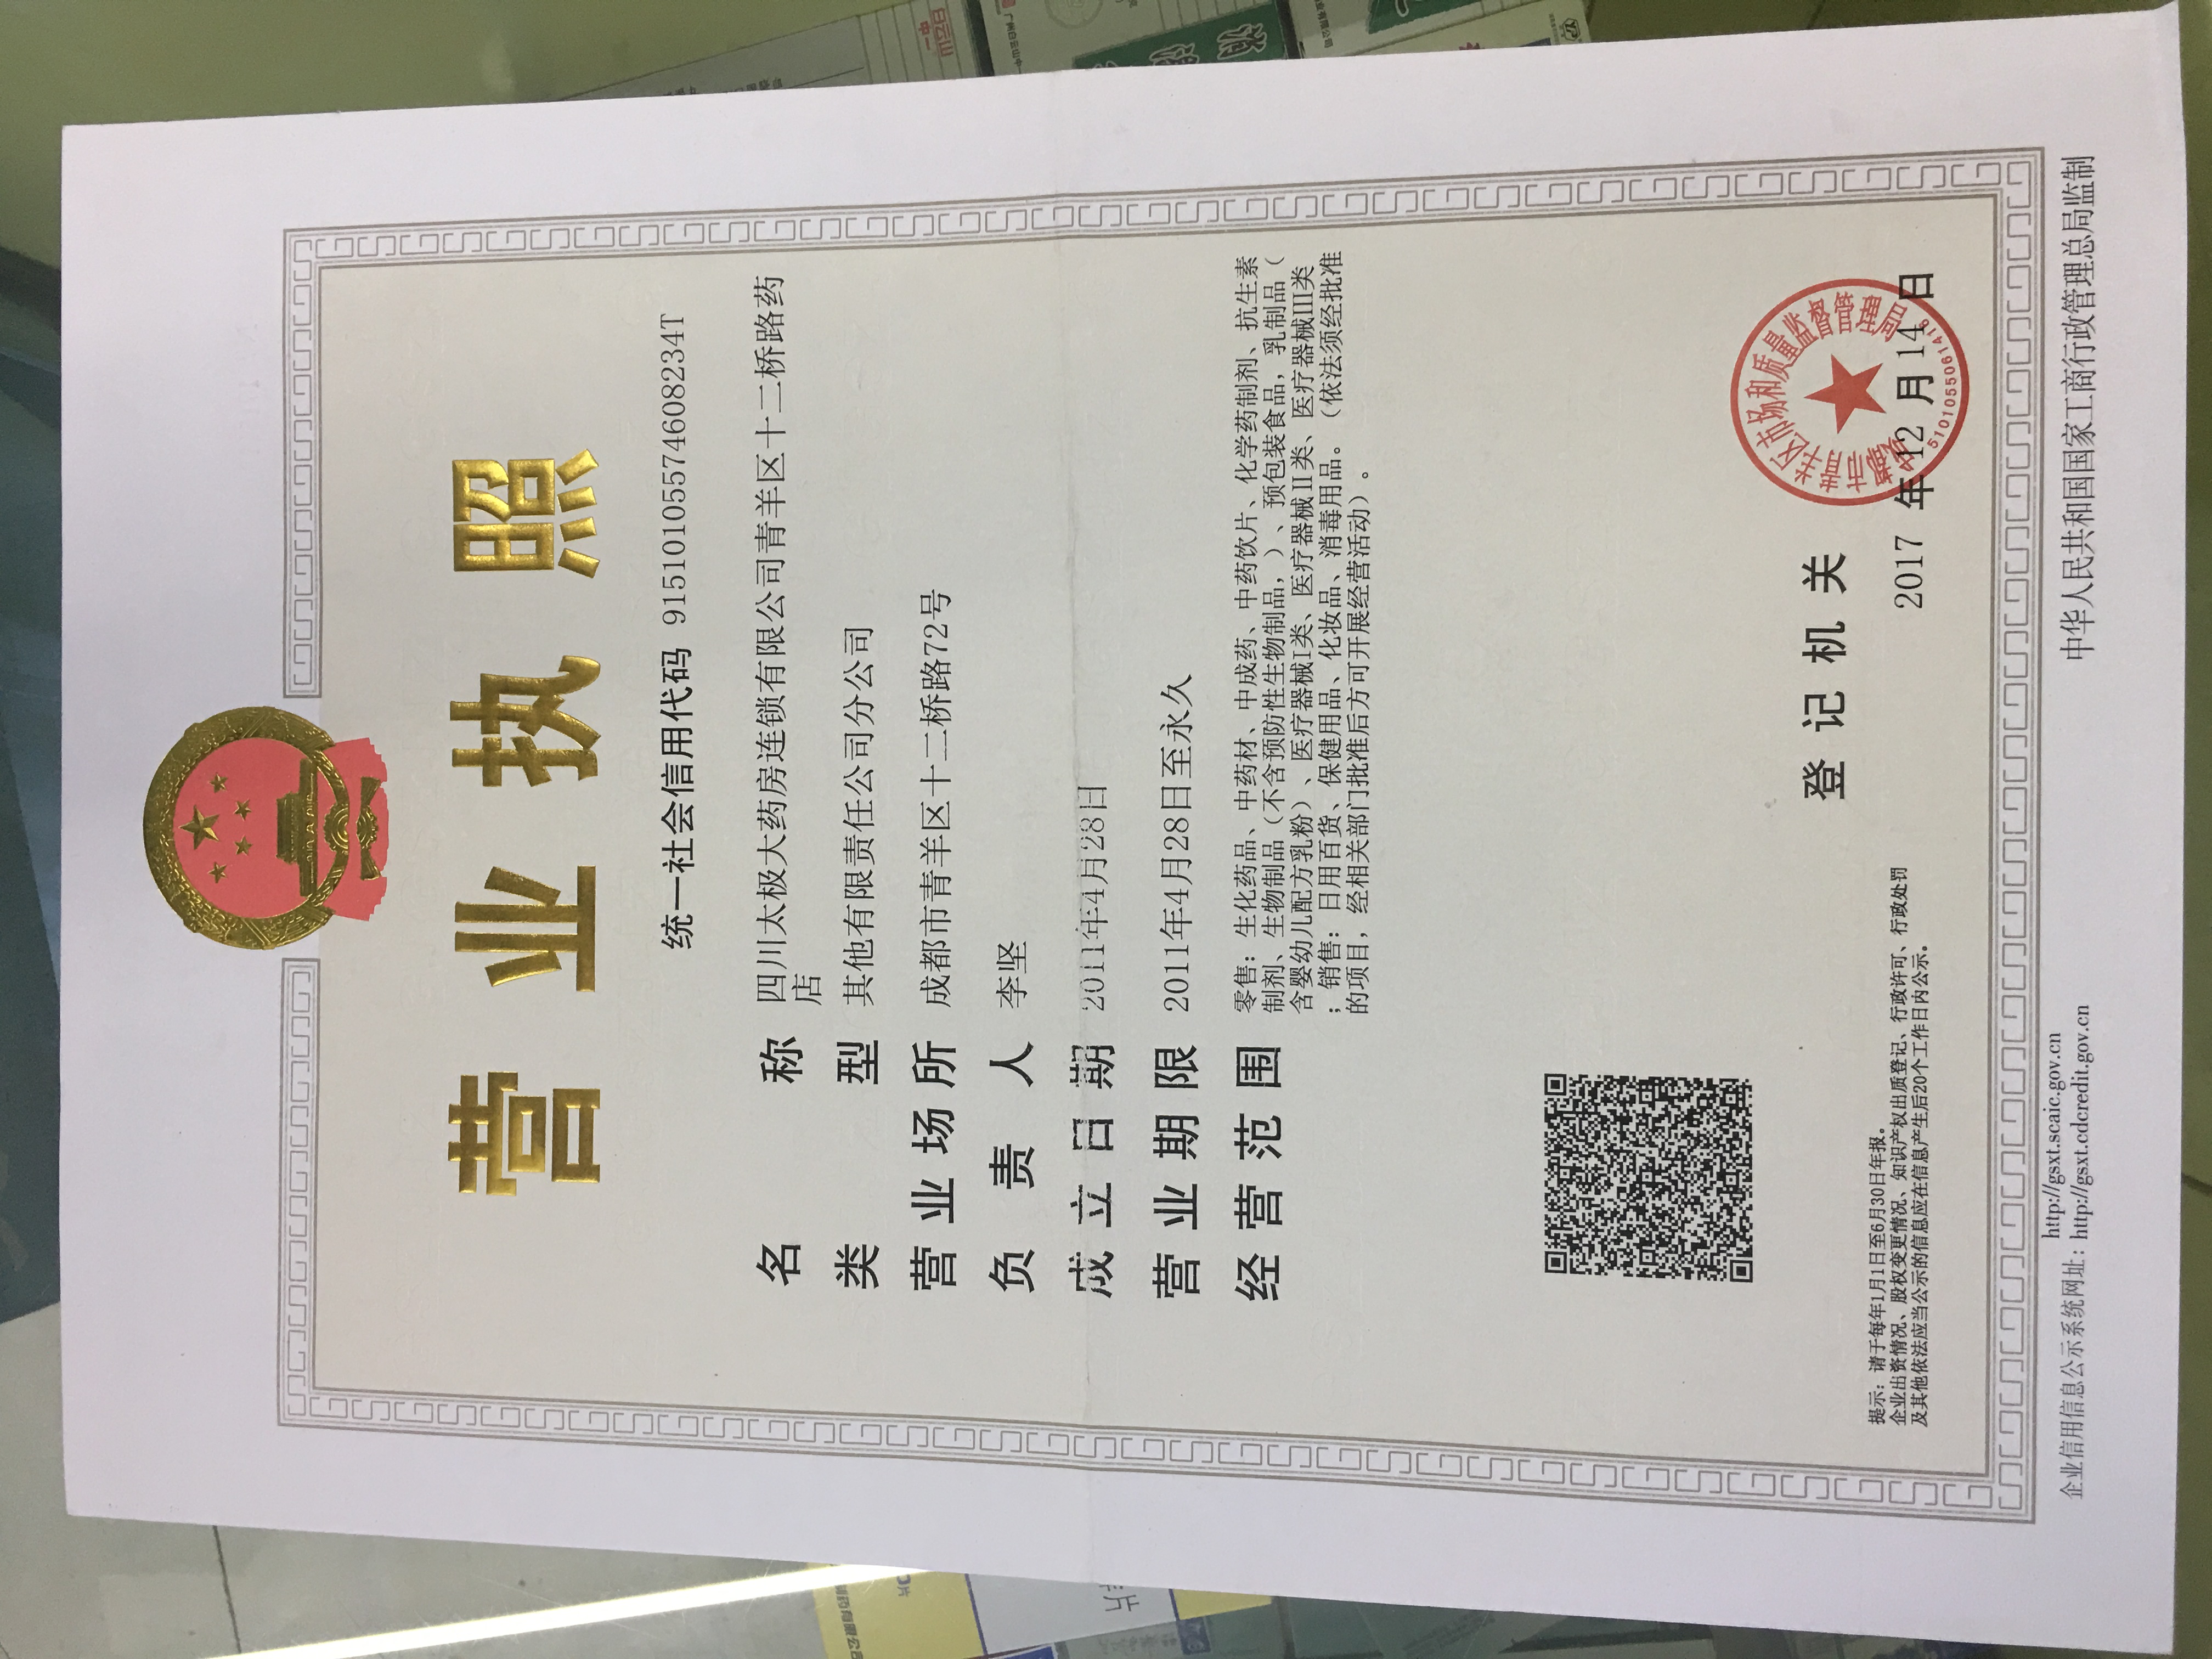 营业执照
统一社会信用代码 91510105574608234T
名称 四川太极大药房连锁有限公司青羊区十二桥路药
店
类型 其他有限责任公司分公司
营业场所 成都市青羊区十二桥路72号
负责人 李坚
成立日期 2011年4月28日
营业期限 2011年4月28日至永久
经营范围 零售：生化药品、中药材、中成药、中药饮片、化学药制剂、抗生素
制剂、生物制品（不含预防性生物制品，）、预包装食品，乳制品（
含婴幼儿配方乳粉）、医疗器械I类、医疗器械II类、医疗器械III类
；销售：日用百货、保健用品、化妆品、消毒用品。（依法须经批准
的项目，经相关部门批准后方可开展经营活动）。
登记机关
2017 年 12 月 14 日
5101055061416
提示：请于每年1月1日至6月30日年报。
企业出资情况、股权变更情况、知识产权出质登记、行政许可、行政处罚
及其他依法应当公示的信息应在信息产生后20个工作日内公示。
http://gsxt.scaic.gov.cn
企业信用信息公示系统网址：http://gsxt.cdcredit.gov.cn
中华人民共和国国家工商行政管理总局监制